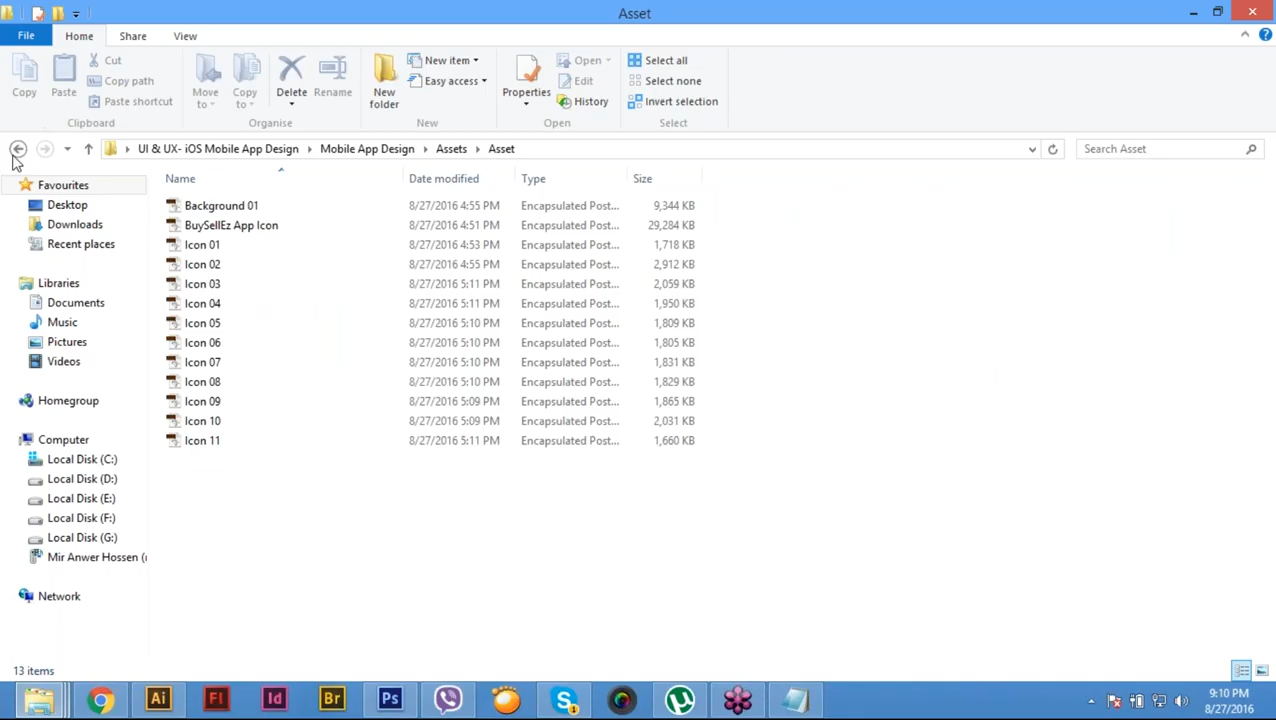 Asset
File Home Share View
Copy
Paste
Cut
Copy path
Paste shortcut
Clipboard
Move to
Copy to
Delete
Rename
Organise
New folder
New item
Easy access
New
Properties
Open
Edit
History
Open
Select all
Select none
Invert selection
Select
UI & UX- iOS Mobile App Design Mobile App Design Assets Asset
Search Asset
Favourites
Desktop
Downloads
Recent places
Libraries
Documents
Music
Pictures
Videos
Homegroup
Computer
Local Disk (C:)
Local Disk (D:)
Local Disk (E:)
Local Disk (F:)
Local Disk (G:)
Mir Anwer Hossen (
Network
Name Date modified Type Size
Background 01 8/27/2016 4:55 PM Encapsulated Post... 9,344 KB
BuySellEz App Icon 8/27/2016 4:51 PM Encapsulated Post... 29,284 KB
Icon 01 8/27/2016 4:53 PM Encapsulated Post... 1,718 KB
Icon 02 8/27/2016 4:55 PM Encapsulated Post... 2,912 KB
Icon 03 8/27/2016 5:11 PM Encapsulated Post... 2,059 KB
Icon 04 8/27/2016 5:11 PM Encapsulated Post... 1,950 KB
Icon 05 8/27/2016 5:10 PM Encapsulated Post... 1,809 KB
Icon 06 8/27/2016 5:10 PM Encapsulated Post... 1,805 KB
Icon 07 8/27/2016 5:10 PM Encapsulated Post... 1,831 KB
Icon 08 8/27/2016 5:10 PM Encapsulated Post... 1,829 KB
Icon 09 8/27/2016 5:09 PM Encapsulated Post... 1,865 KB
Icon 10 8/27/2016 5:09 PM Encapsulated Post... 2,031 KB
Icon 11 8/27/2016 5:11 PM Encapsulated Post... 1,660 KB
13 items
Ai Fl Id Br Ps
9:10 PM
8/27/2016